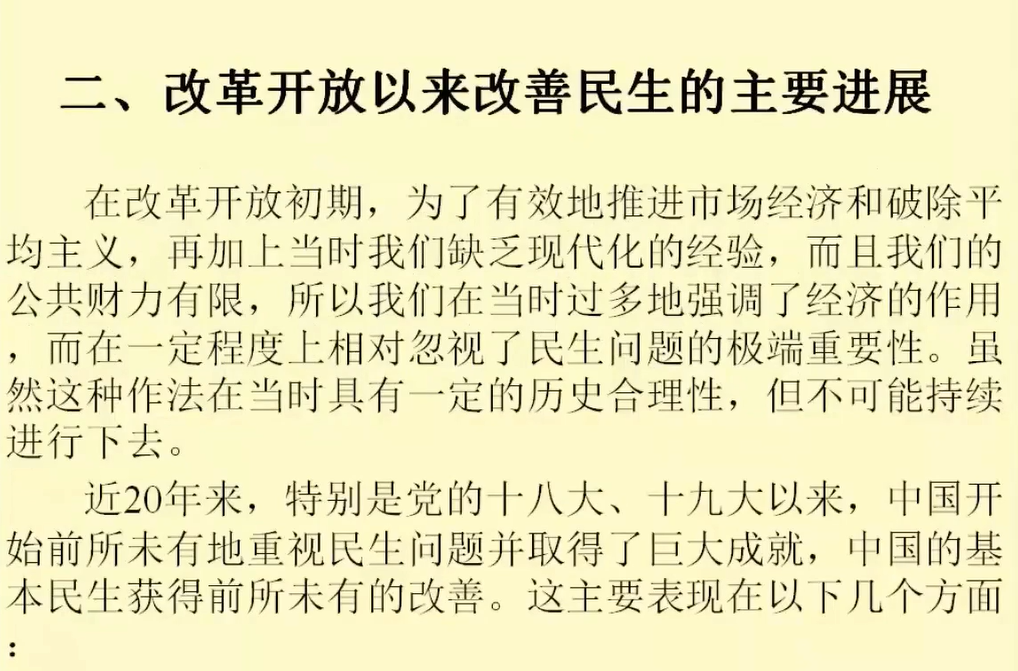 二、改革开放以来改善民生的主要进展
在改革开放初期，为了有效地推进市场经济和破除平
均主义，再加上当时我们缺乏现代化的经验，而且我们的
公共财力有限，所以我们在当时过多地强调了经济的作用
，而在一定程度上相对忽视了民生问题的极端重要性。虽
然这种作法在当时具有一定的历史合理性，但不可能持续
进行下去。
近20年来，特别是党的十八大、十九大以来，中国开
始前所未有地重视民生问题并取得了巨大成就，中国的基
本民生获得前所未有的改善。这主要表现在以下几个方面
：